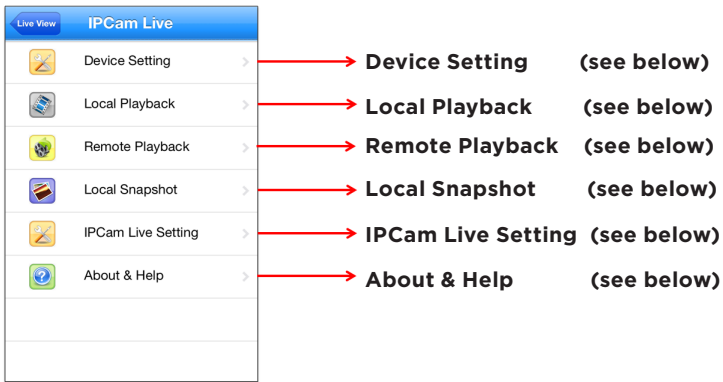 Live View IPCam Live
Device Setting Device Setting (see below)
Local Playback Local Playback (see below)
Remote Playback Remote Playback (see below)
Local Snapshot Local Snapshot (see below)
IPCam Live Setting IPCam Live Setting (see below)
About & Help About & Help (see below)